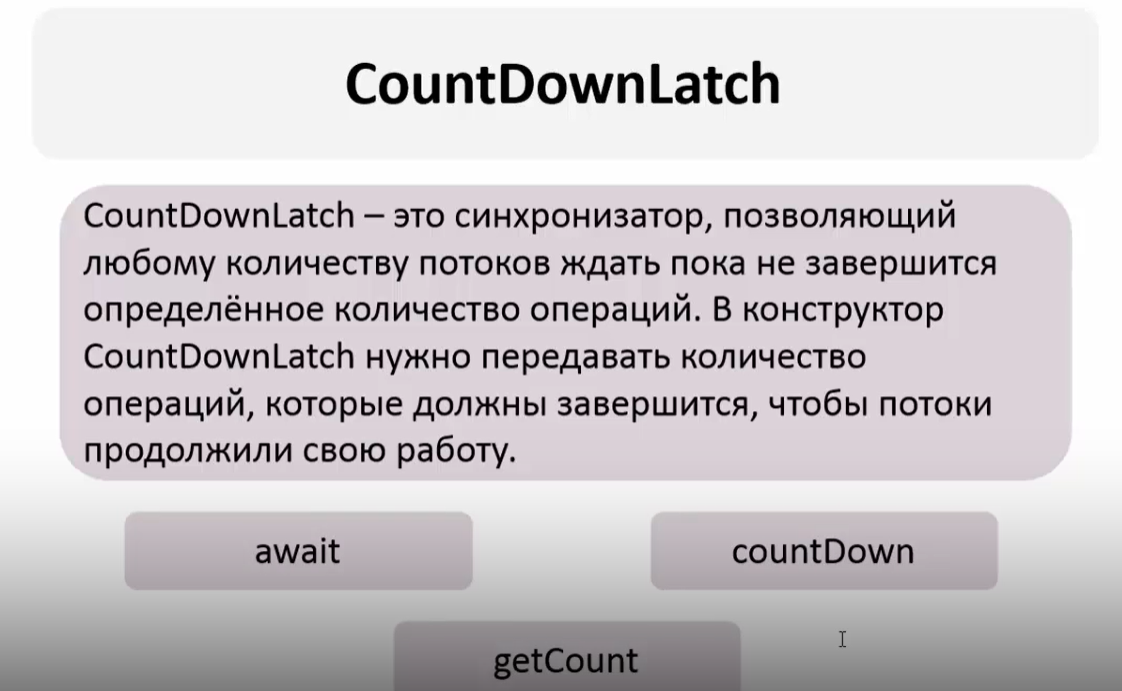 CountDownLatch
CountDownLatch – это синхронизатор, позволяющий
любому количеству потоков ждать пока не завершится
определённое количество операций. В конструктор
CountDownLatch нужно передавать количество
операций, которые должны завершится, чтобы потоки
продолжили свою работу.
await
countDown
getCount